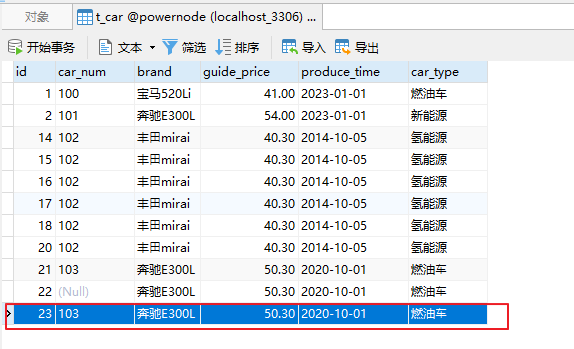 对象 t_car @powernode (localhost_3306) ...
开始事务 文本 筛选 排序 导入 导出
id car_num brand guide_price produce_time car_type
1 100 宝马520Li 41.00 2023-01-01 燃油车
2 101 奔驰E300L 54.00 2023-01-01 新能源
14 102 丰田mirai 40.30 2014-10-05 氢能源
15 102 丰田mirai 40.30 2014-10-05 氢能源
16 102 丰田mirai 40.30 2014-10-05 氢能源
17 102 丰田mirai 40.30 2014-10-05 氢能源
18 102 丰田mirai 40.30 2014-10-05 氢能源
20 102 丰田mirai 40.30 2014-10-05 氢能源
21 103 奔驰E300L 50.30 2020-10-01 燃油车
22 (Null) 奔驰E300L 50.30 2020-10-01 燃油车
23 103 奔驰E300L 50.30 2020-10-01 燃油车